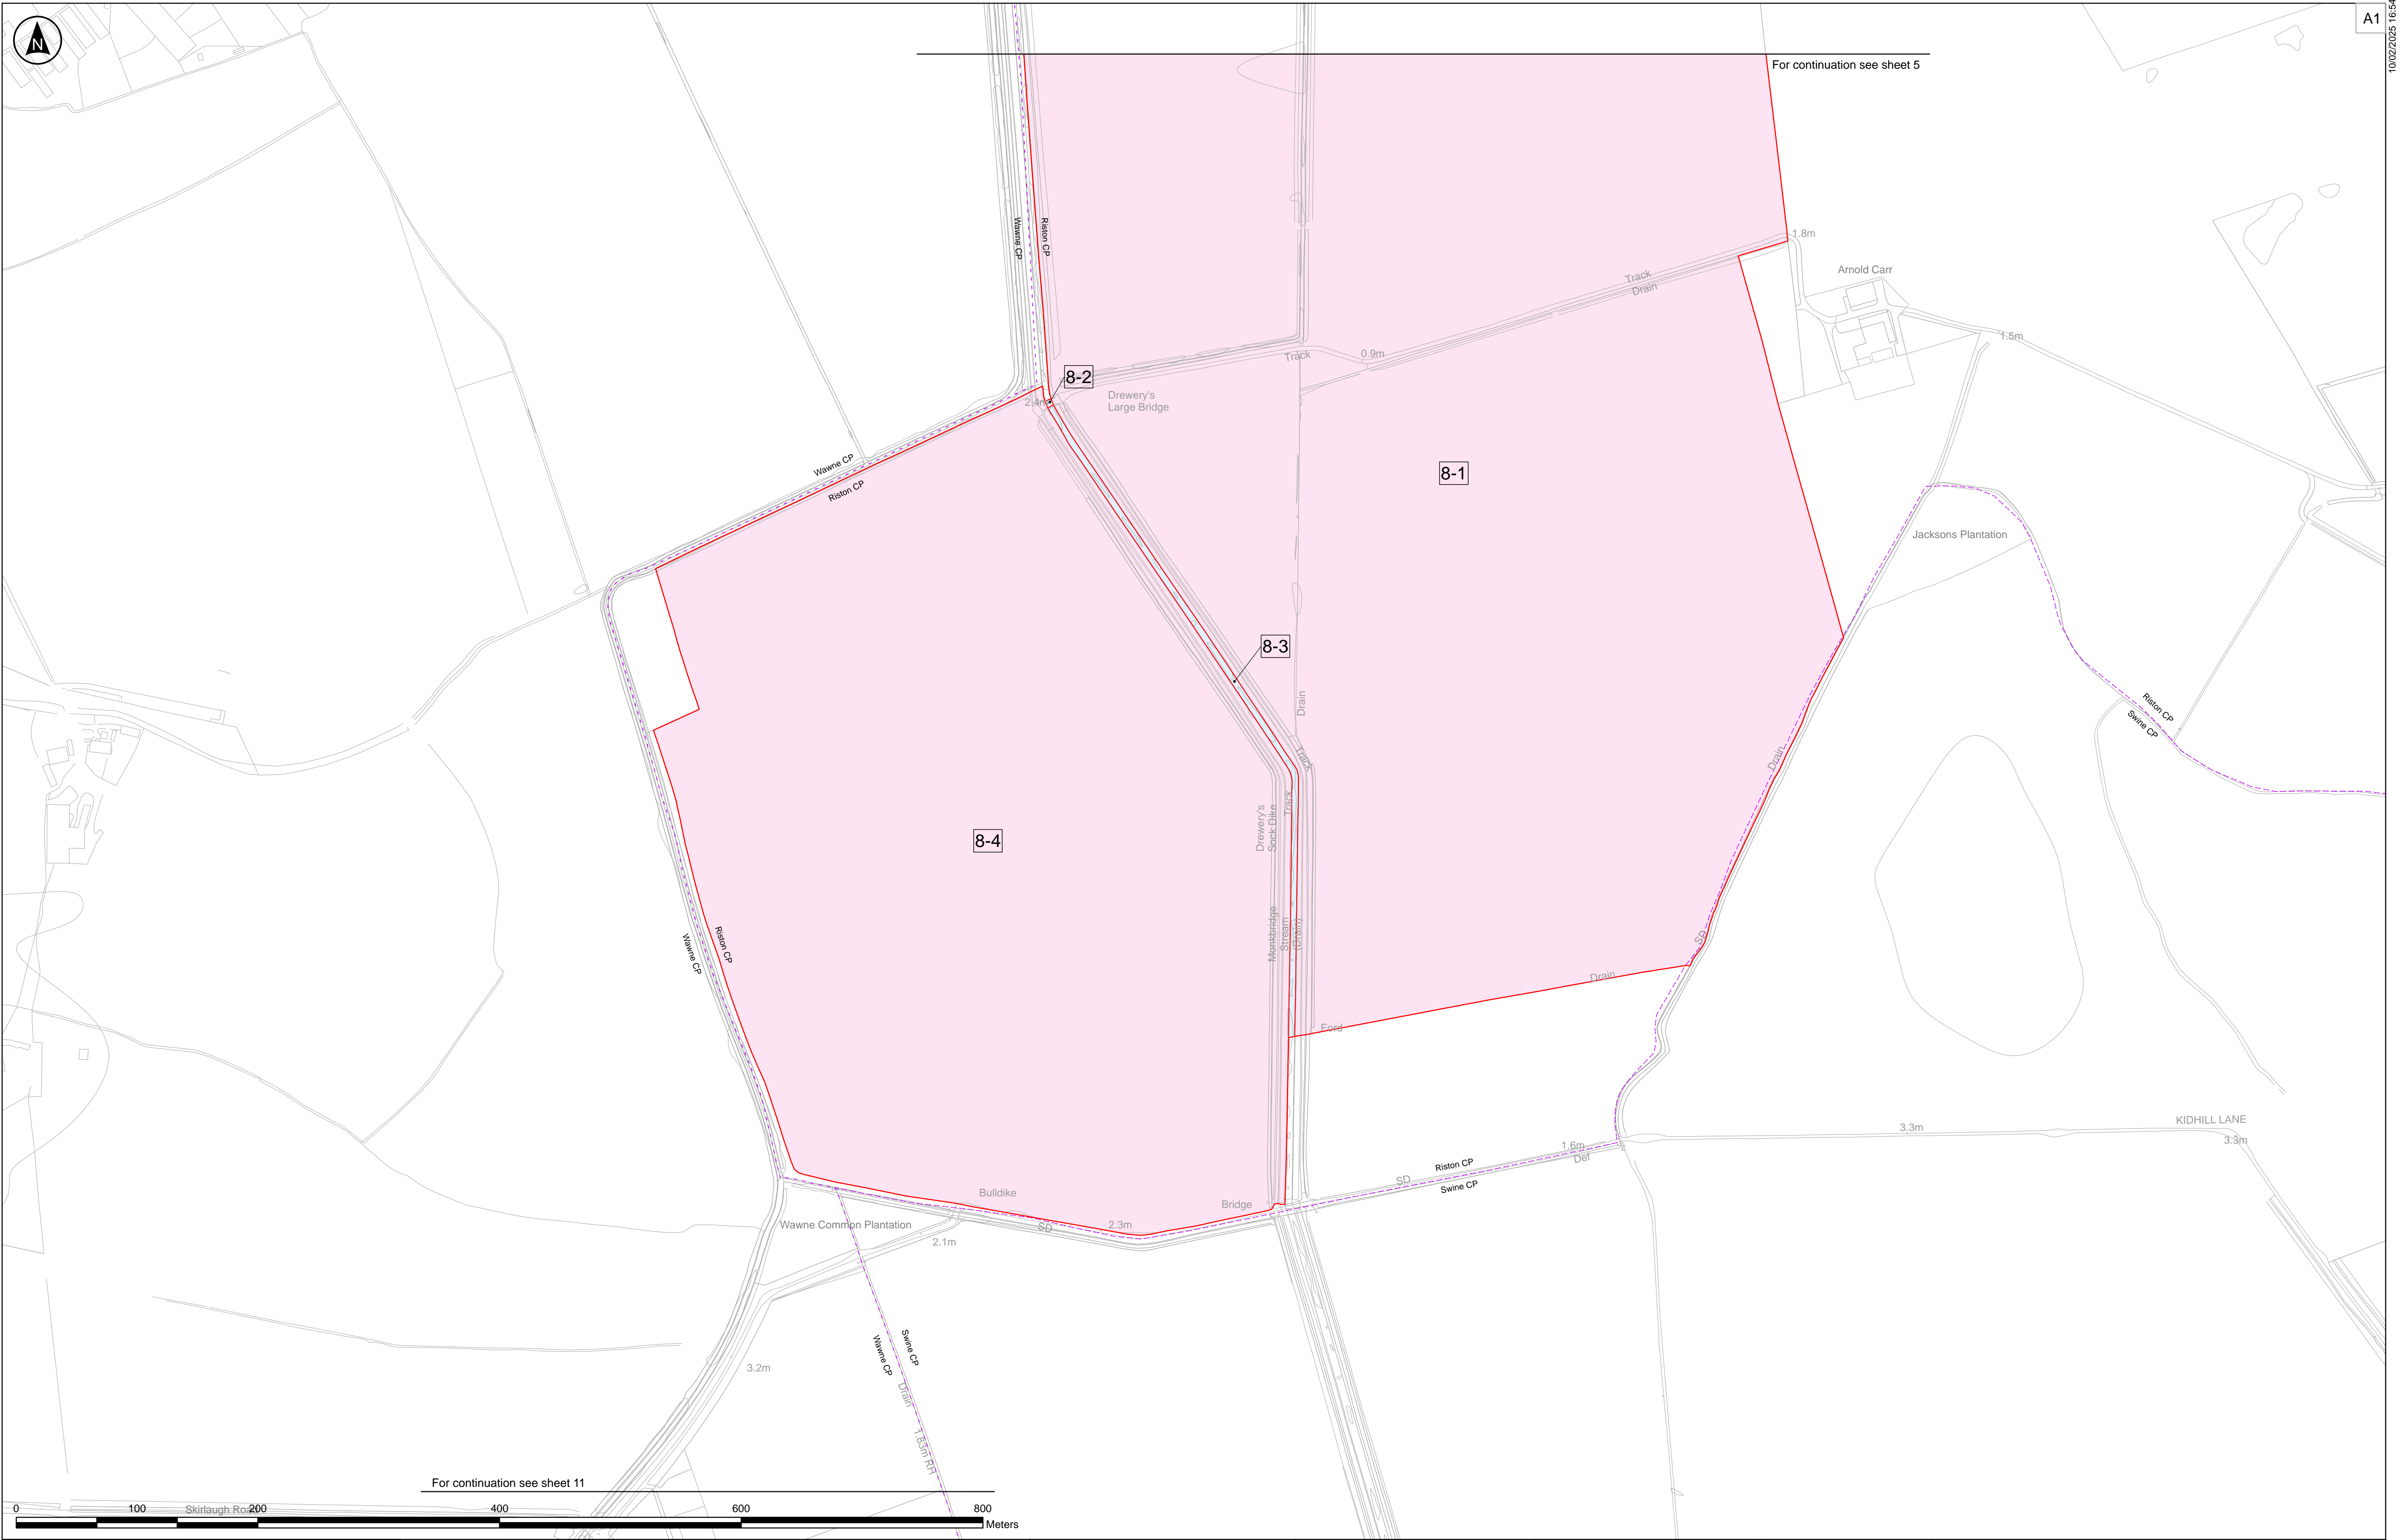 A1
10/02/2025 16:54
N
For continuation see sheet 5
Wawne CP
Riston CP
1.8m
Arnold Carr
Track
Drain
1.5m
Track
0.9m
8-2
2.4m
Drewery's
Large Bridge
Wawne CP
Riston CP
8-1
Jacksons Plantation
8-3
Drain
Riston CP
Swine CP
Track
Drain
Drewery's
Sock Dike
Track
8-4
Monkbridge
Stream
(Drain)
Riston CP
Wawne CP
SD
Drain
Ford
KIDHILL LANE
3.3m
3.3m
1.6m
Def
Riston CP
SD
Swine CP
Bulldike
Bridge
Wawne Common Plantation
SD
2.3m
2.1m
Swine CP
Wawne CP
3.2m
Drain
1.83m RH
For continuation see sheet 11
Skirlaugh Road
0 100 200 400 600 800
Meters